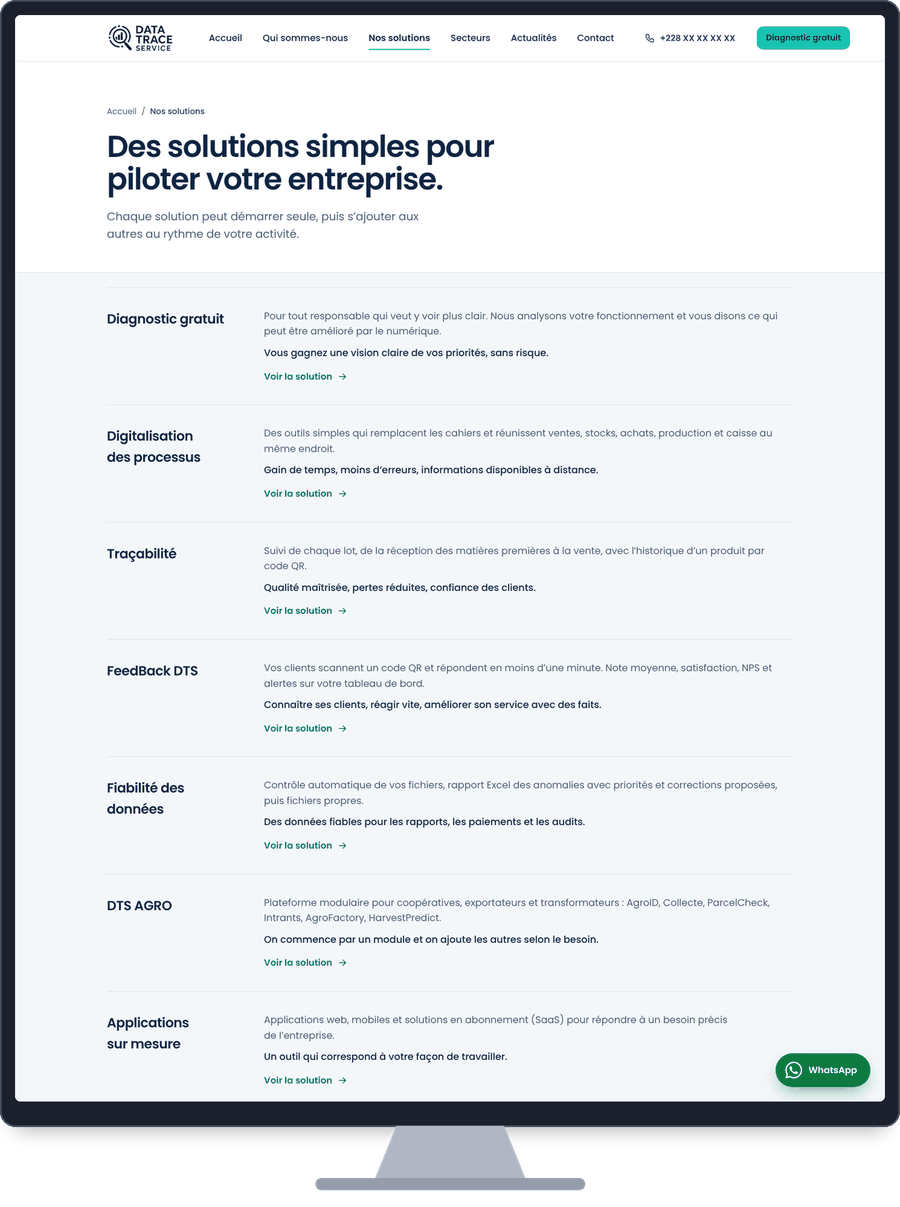 DATA
TRACE
SERVICE
Accueil
Qui sommes-nous
Nos solutions
Secteurs
Actualités
Contact
+228 XX XX XX XX
Diagnostic gratuit
Accueil / Nos solutions
Des solutions simples pour
piloter votre entreprise.
Chaque solution peut démarrer seule, puis s’ajouter aux
autres au rythme de votre activité.
Diagnostic gratuit
Pour tout responsable qui veut y voir plus clair. Nous analysons votre fonctionnement et vous disons ce qui
peut être amélioré par le numérique.
Vous gagnez une vision claire de vos priorités, sans risque.
Voir la solution →
Digitalisation
des processus
Des outils simples qui remplacent les cahiers et réunissent ventes, stocks, achats, production et caisse au
même endroit.
Gain de temps, moins d’erreurs, informations disponibles à distance.
Voir la solution →
Traçabilité
Suivi de chaque lot, de la réception des matières premières à la vente, avec l’historique d’un produit par
code QR.
Qualité maîtrisée, pertes réduites, confiance des clients.
Voir la solution →
FeedBack DTS
Vos clients scannent un code QR et répondent en moins d’une minute. Note moyenne, satisfaction, NPS et
alertes sur votre tableau de bord.
Connaître ses clients, réagir vite, améliorer son service avec des faits.
Voir la solution →
Fiabilité des
données
Contrôle automatique de vos fichiers, rapport Excel des anomalies avec priorités et corrections proposées,
puis fichiers propres.
Des données fiables pour les rapports, les paiements et les audits.
Voir la solution →
DTS AGRO
Plateforme modulaire pour coopératives, exportateurs et transformateurs : AgroID, Collecte, ParcelCheck,
Intrants, AgroFactory, HarvestPredict.
On commence par un module et on ajoute les autres selon le besoin.
Voir la solution →
Applications
sur mesure
Applications web, mobiles et solutions en abonnement (SaaS) pour répondre à un besoin précis
de l’entreprise.
Un outil qui correspond à votre façon de travailler.
Voir la solution →
WhatsApp